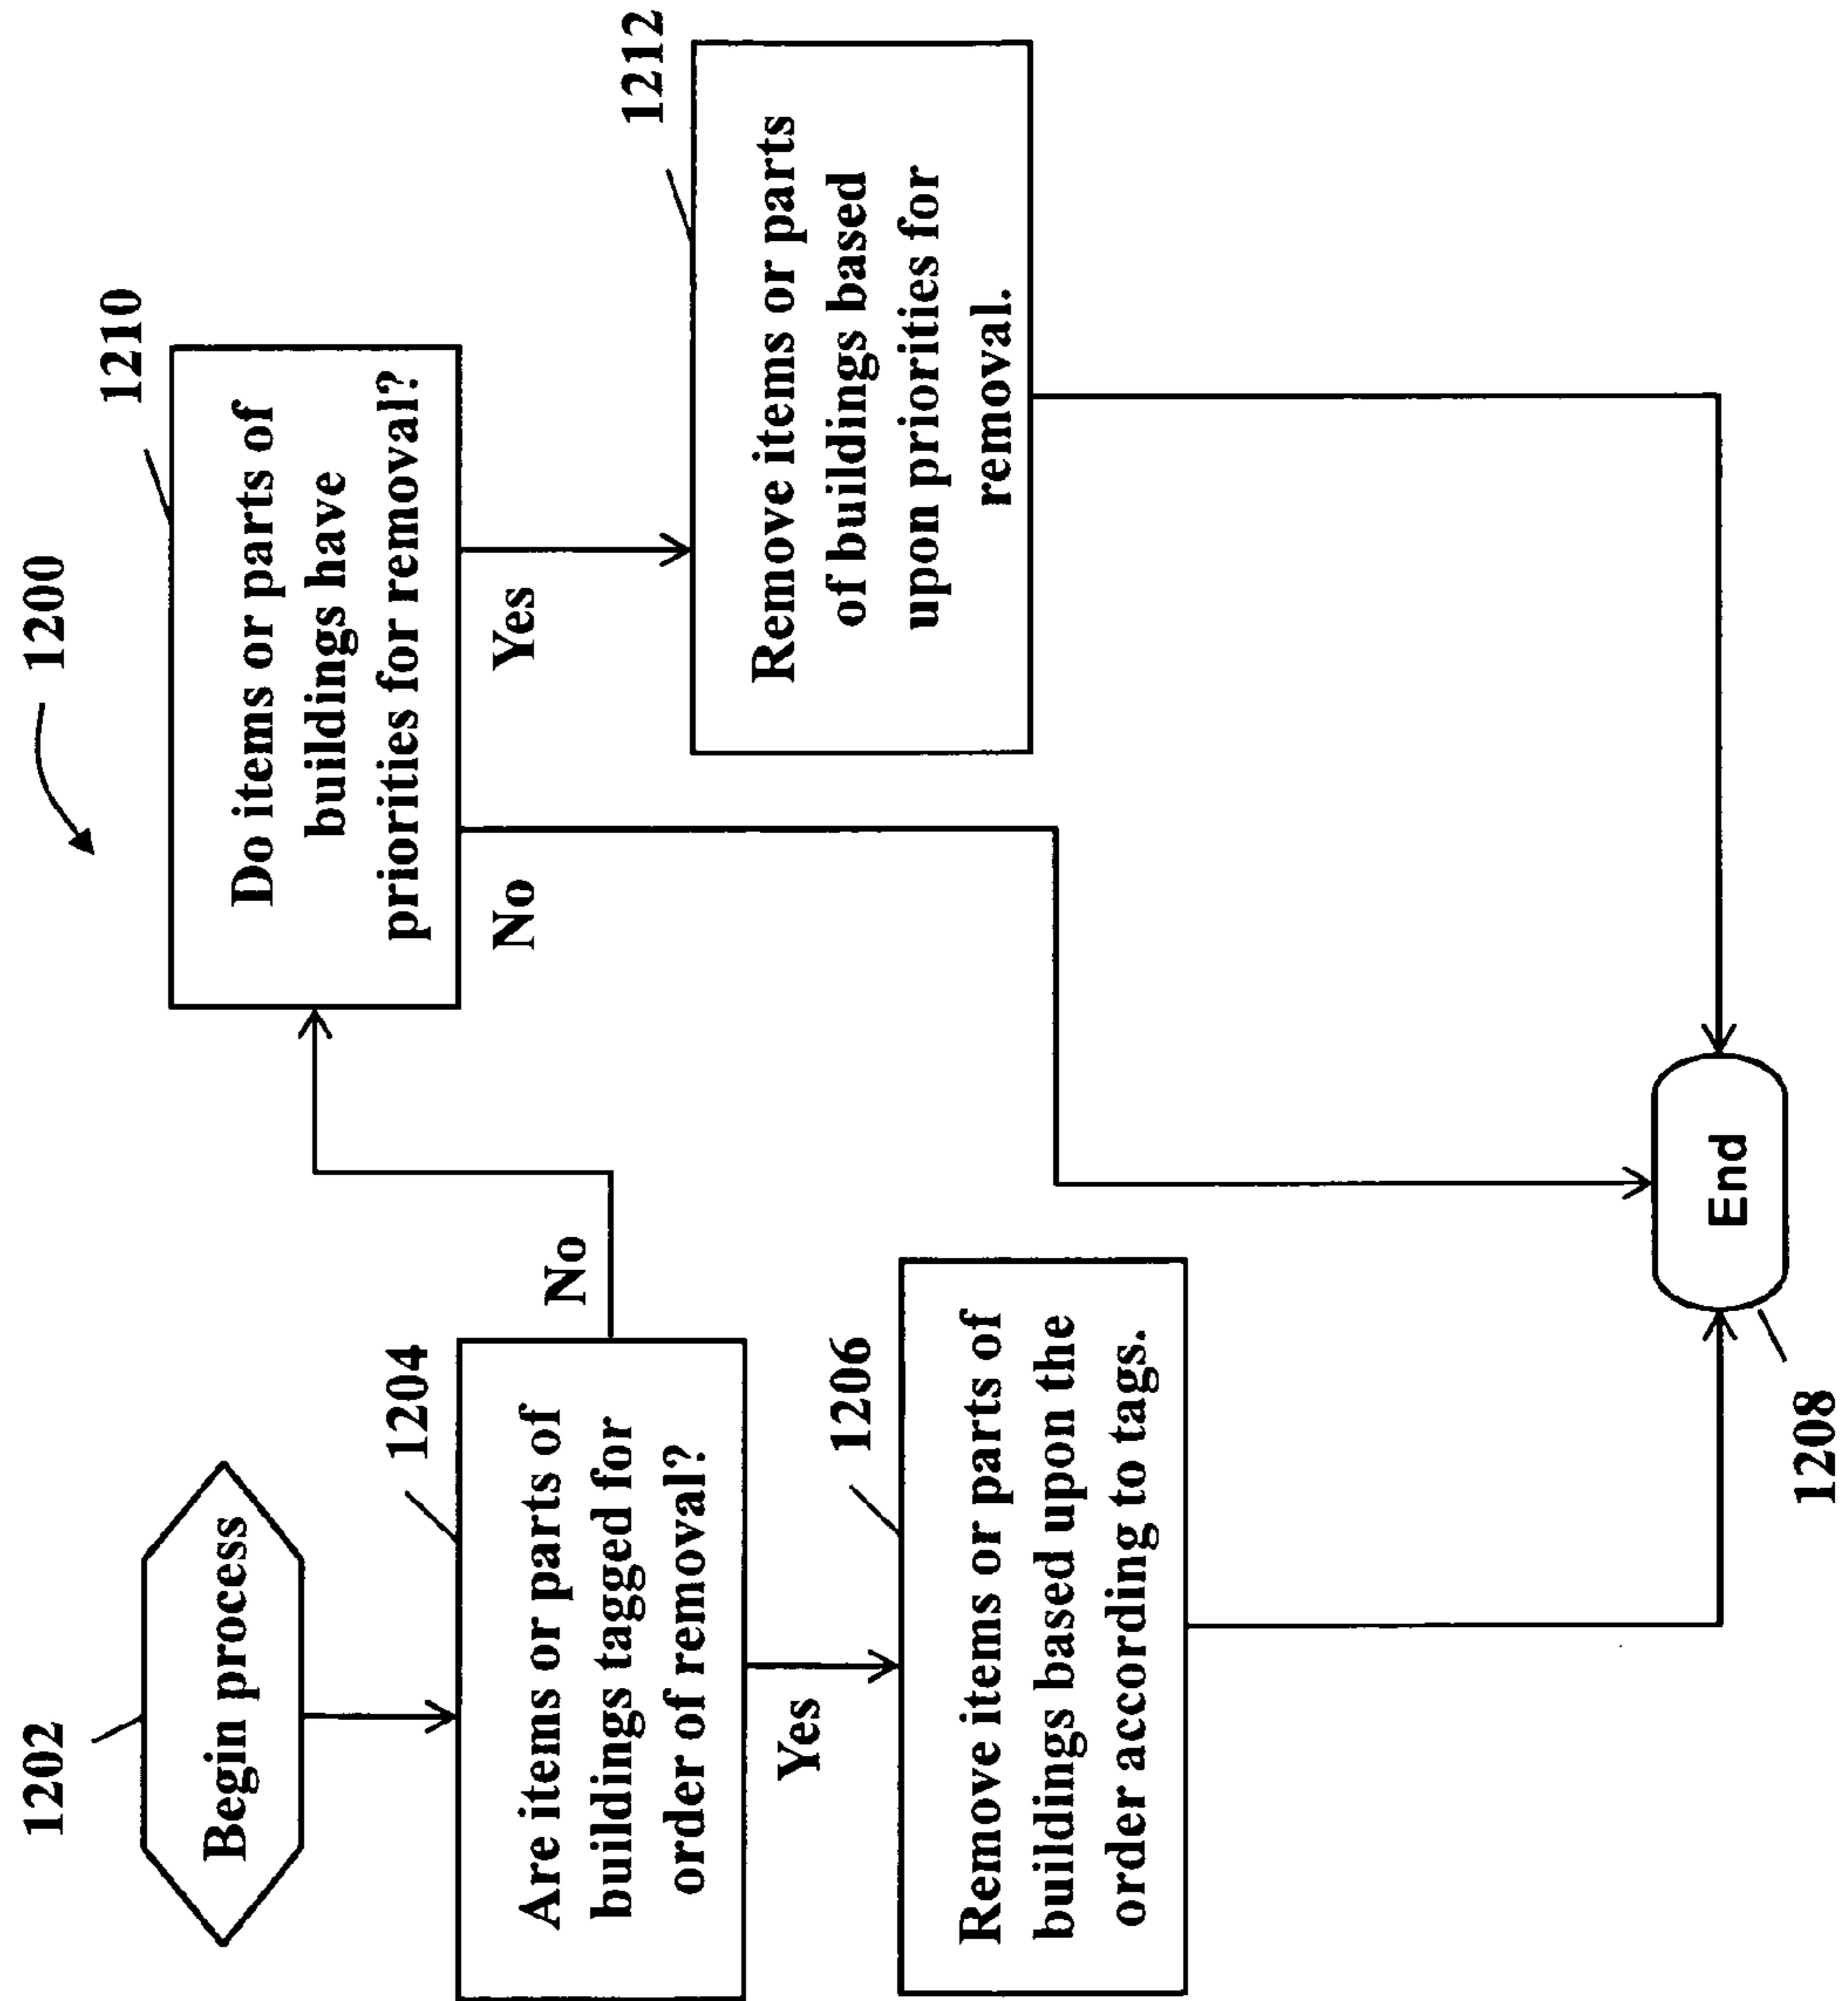 1200
1202
Begin process
1204
Are items or parts of
buildings tagged for
order of removal?
No
Yes
1206
Remove items or parts of
buildings based upon the
order according to tags.
1210
Do items or parts of
buildings have
priorities for removal?
No
Yes
1212
Remove items or parts
of buildings based
upon priorities for
removal.
End
1208